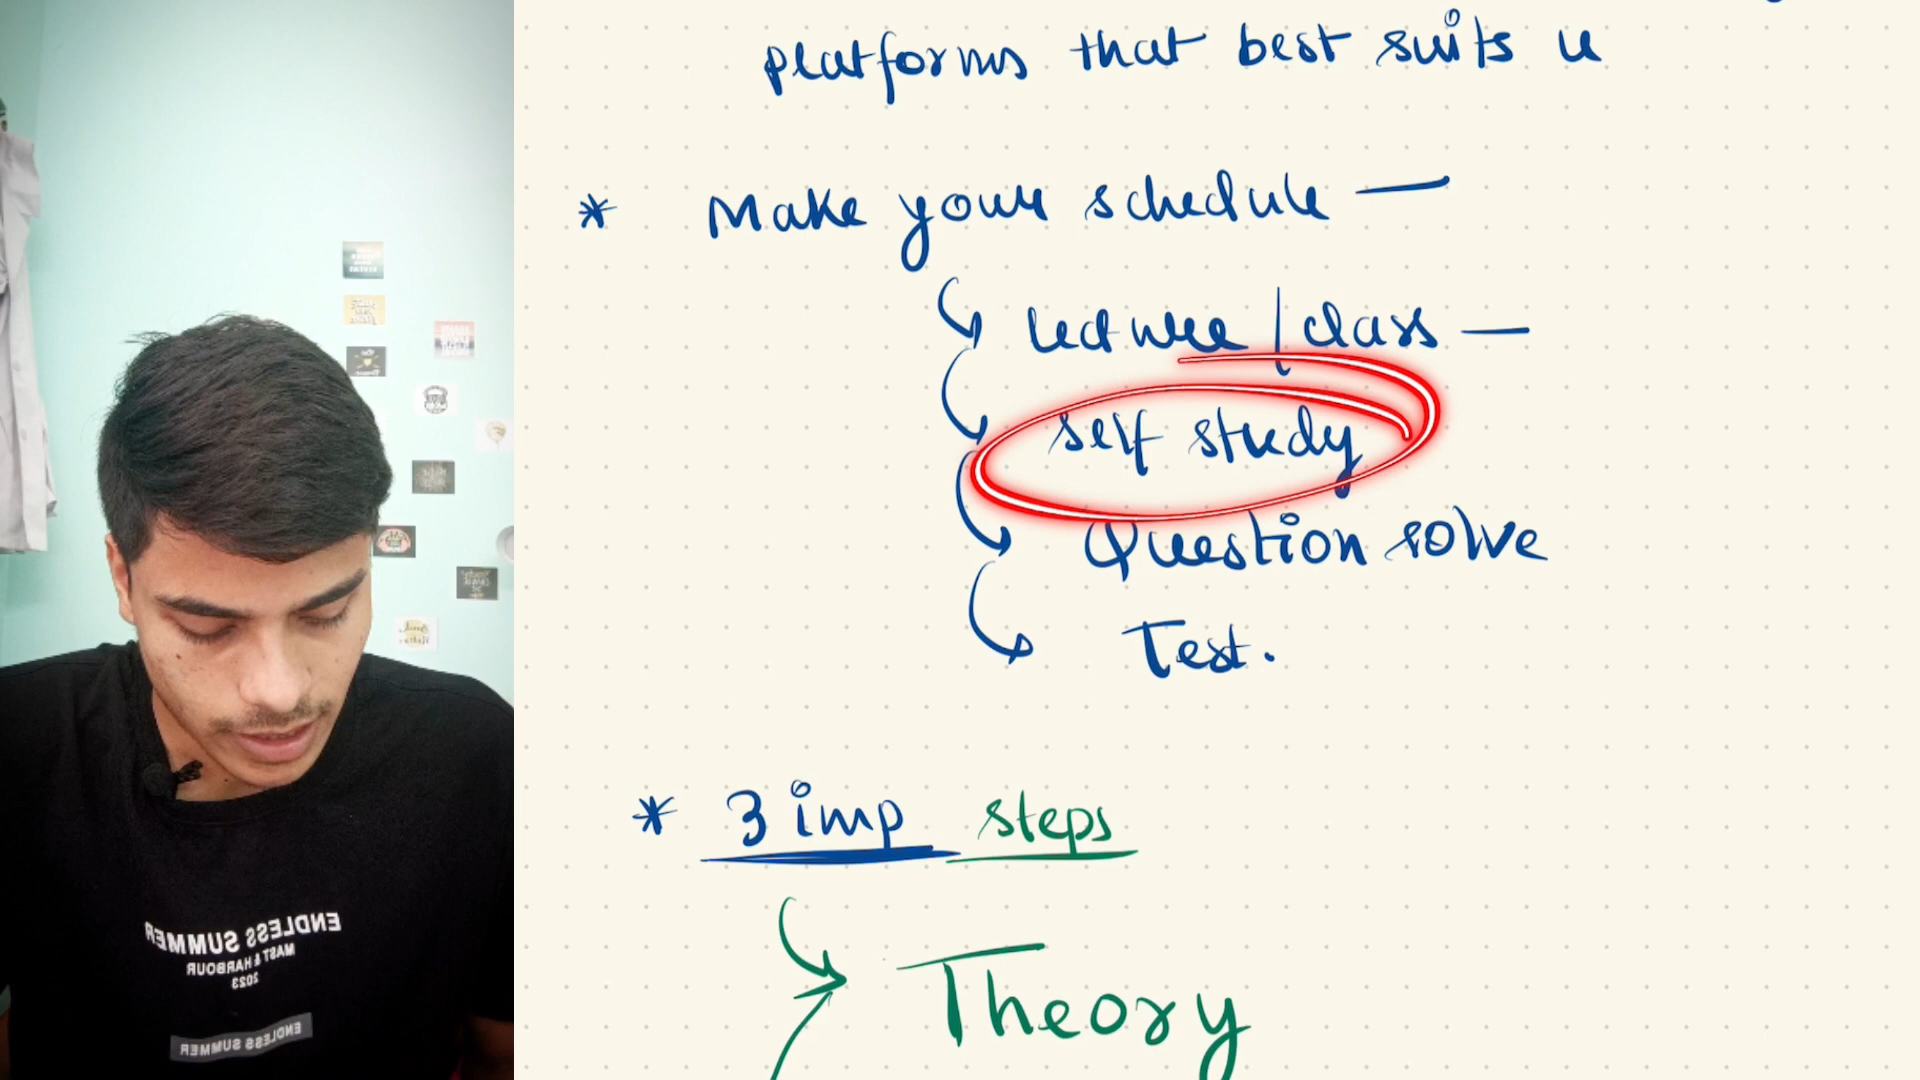 platforms that best suits u
* Make your schedule —
lecture / class —
self study
Question solve
Test.
* 3 imp steps
Theory
ENDLESS SUMMER
MAST & HARBOUR
2023
ENDLESS SUMMER